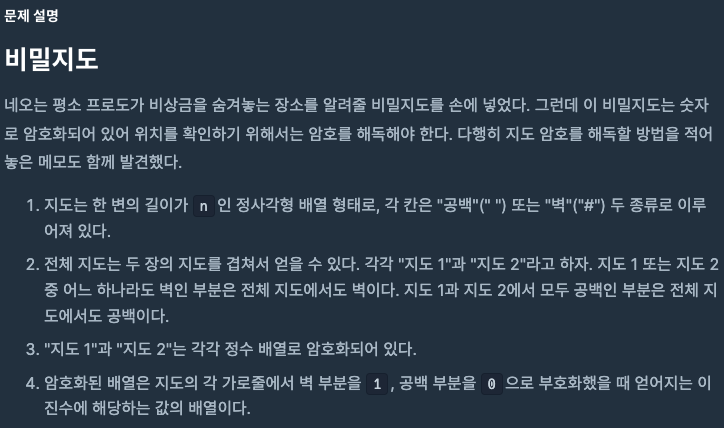 문제 설명
비밀지도
네오는 평소 프로도가 비상금을 숨겨놓는 장소를 알려줄 비밀지도를 손에 넣었다. 그런데 이 비밀지도는 숫자
로 암호화되어 있어 위치를 확인하기 위해서는 암호를 해독해야 한다. 다행히 지도 암호를 해독할 방법을 적어
놓은 메모도 함께 발견했다.
1. 지도는 한 변의 길이가 n 인 정사각형 배열 형태로, 각 칸은 "공백"(" ") 또는 "벽"("#") 두 종류로 이루
어져 있다.
2. 전체 지도는 두 장의 지도를 겹쳐서 얻을 수 있다. 각각 "지도 1"과 "지도 2"라고 하자. 지도 1 또는 지도 2
중 어느 하나라도 벽인 부분은 전체 지도에서도 벽이다. 지도 1과 지도 2에서 모두 공백인 부분은 전체 지
도에서도 공백이다.
3. "지도 1"과 "지도 2"는 각각 정수 배열로 암호화되어 있다.
4. 암호화된 배열은 지도의 각 가로줄에서 벽 부분을 1 , 공백 부분을 0 으로 부호화했을 때 얻어지는 이
진수에 해당하는 값의 배열이다.